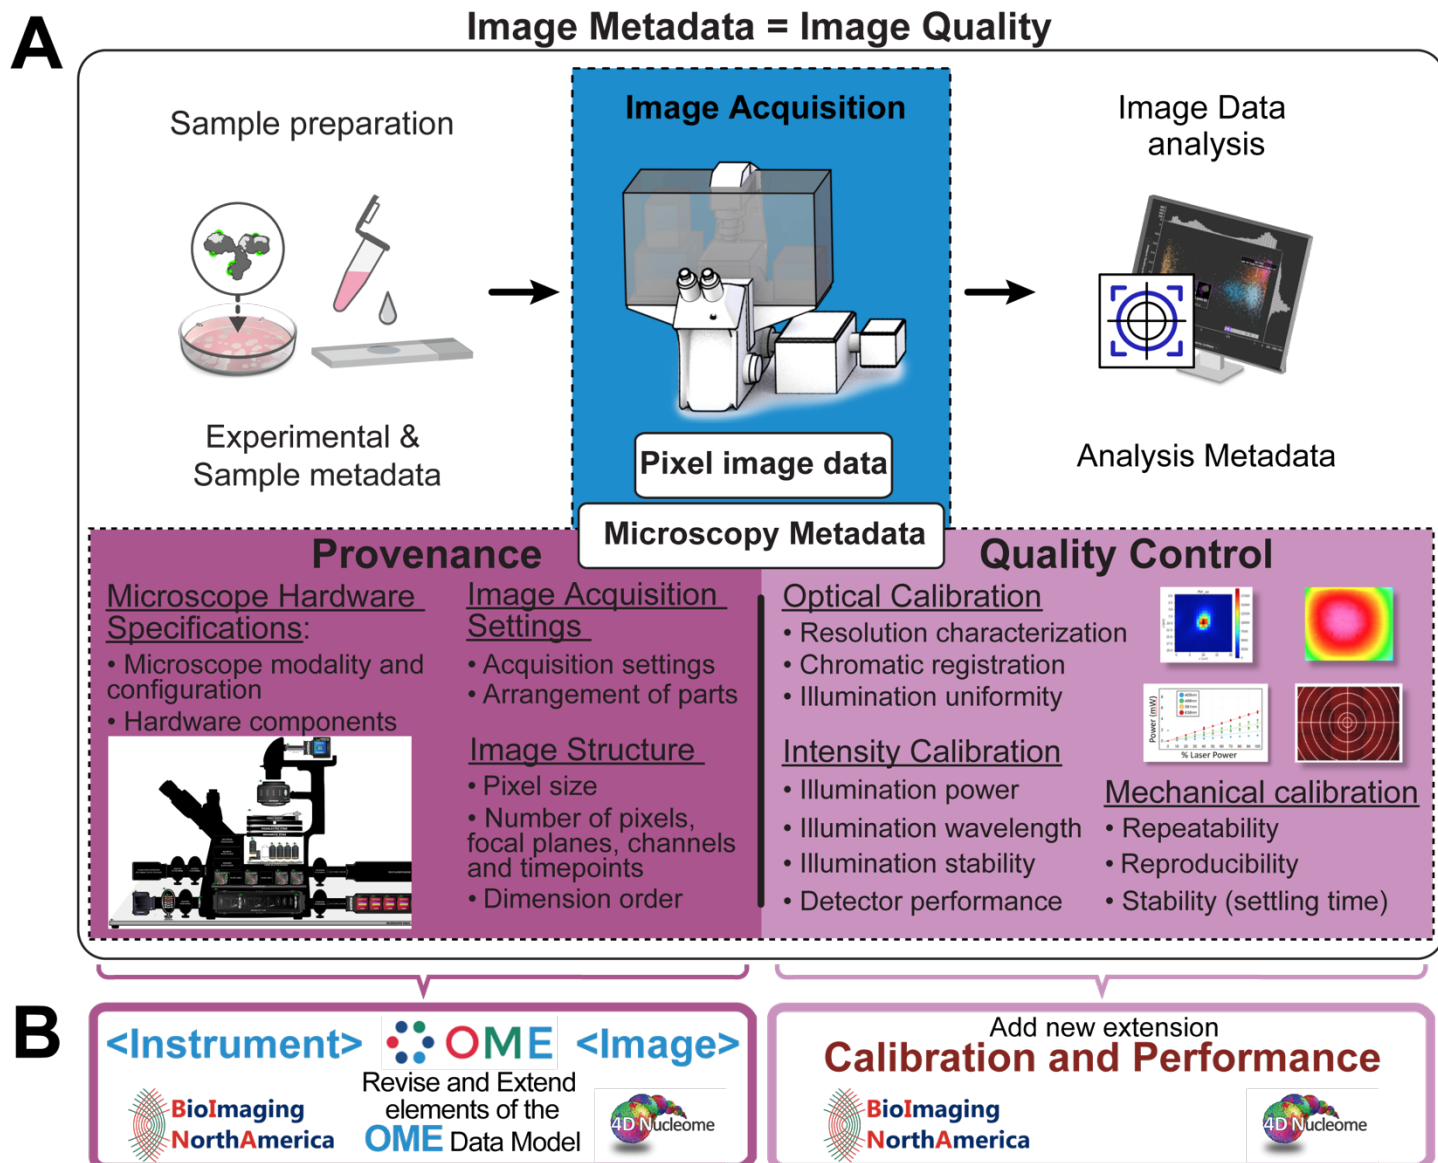 A
Image Metadata = Image Quality
Sample preparation
Experimental &
Sample metadata
Image Acquisition
Pixel image data
Microscopy Metadata
Image Data
analysis
Analysis Metadata
Provenance
Microscope Hardware
Specifications:
• Microscope modality and
configuration
• Hardware components
Image Acquisition
Settings
• Acquisition settings
• Arrangement of parts
Image Structure
• Pixel size
• Number of pixels,
focal planes, channels
and timepoints
• Dimension order
Quality Control
Optical Calibration
• Resolution characterization
• Chromatic registration
• Illumination uniformity
Intensity Calibration
• Illumination power
• Illumination wavelength
• Illumination stability
• Detector performance
Power (mW)
% Laser Power
Mechanical calibration
• Repeatability
• Reproducibility
• Stability (settling time)
B
<Instrument>
OME
<Image>
Revise and Extend
elements of the
OME Data Model
BioImaging
NorthAmerica
4D Nucleome
Add new extension
Calibration and Performance
BioImaging
NorthAmerica
4D Nucleome